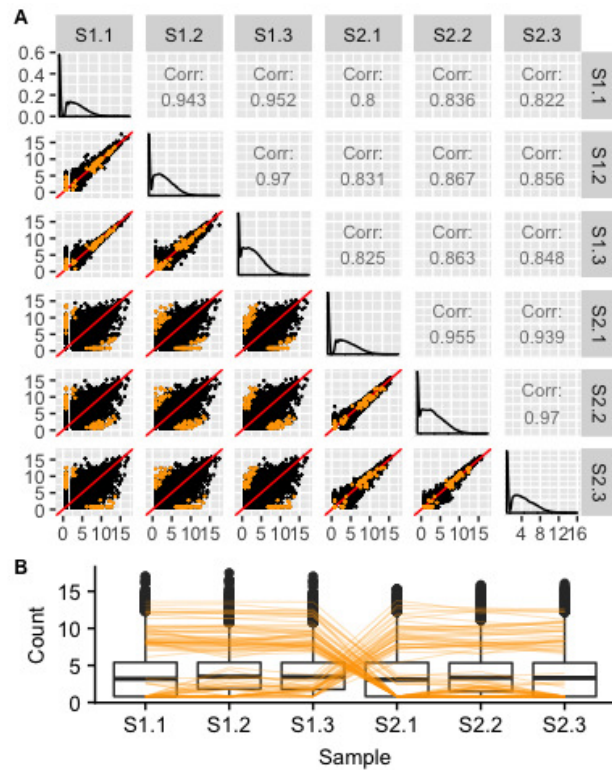 A
S1.1 S1.2 S1.3 S2.1 S2.2 S2.3
0.6
0.4
0.2
0.0
Corr: 0.943
Corr: 0.952
Corr: 0.8
Corr: 0.836
Corr: 0.822
S1.1
15
10
5
0
Corr: 0.97
Corr: 0.831
Corr: 0.867
Corr: 0.856
S1.2
15
10
5
0
Corr: 0.825
Corr: 0.863
Corr: 0.848
S1.3
15
10
5
0
Corr: 0.955
Corr: 0.939
S2.1
15
10
5
0
Corr: 0.97
S2.2
15
10
5
0
S2.3
0 5 1015 0 5 1015 0 5 1015 0 5 1015 0 5 1015 4 8 1216
B
Count
15
10
5
0
S1.1 S1.2 S1.3 S2.1 S2.2 S2.3
Sample